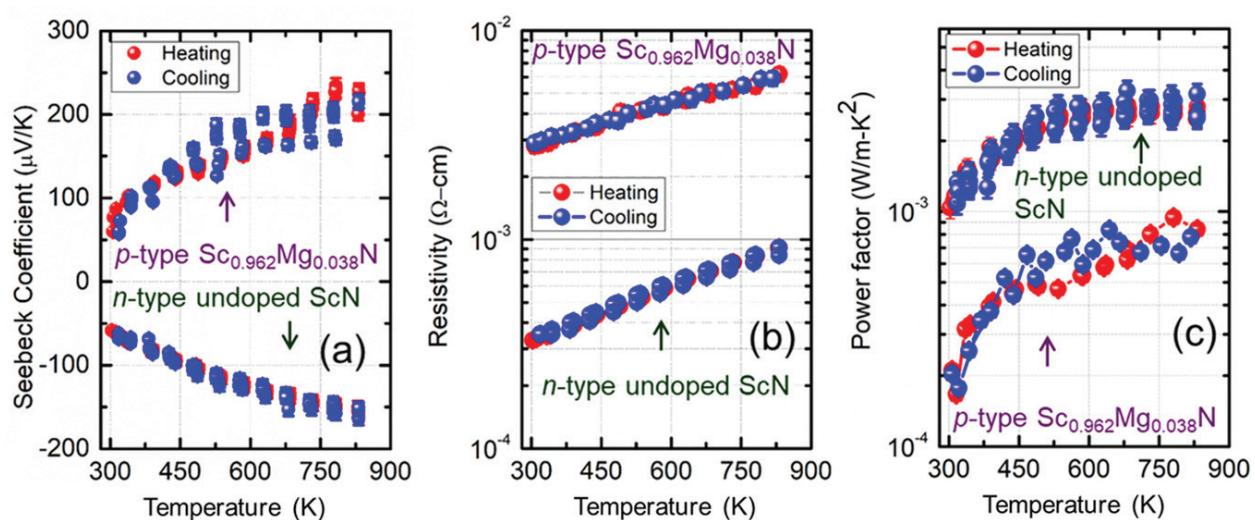 300
200
100
0
-100
-200
Seebeck Coefficient (μV/K)
Heating
Cooling
p-type Sc0.962Mg0.038N
n-type undoped ScN
(a)
300 450 600 750 900
Temperature (K)
10-2
10-3
10-4
Resistivity (Ω–cm)
p-type Sc0.962Mg0.038N
Heating
Cooling
(b)
n-type undoped ScN
300 450 600 750 900
Temperature (K)
10-3
10-4
Power factor (W/m-K2)
Heating
Cooling
n-type undoped
ScN
(c)
p-type Sc0.962Mg0.038N
300 450 600 750 900
Temperature (K)